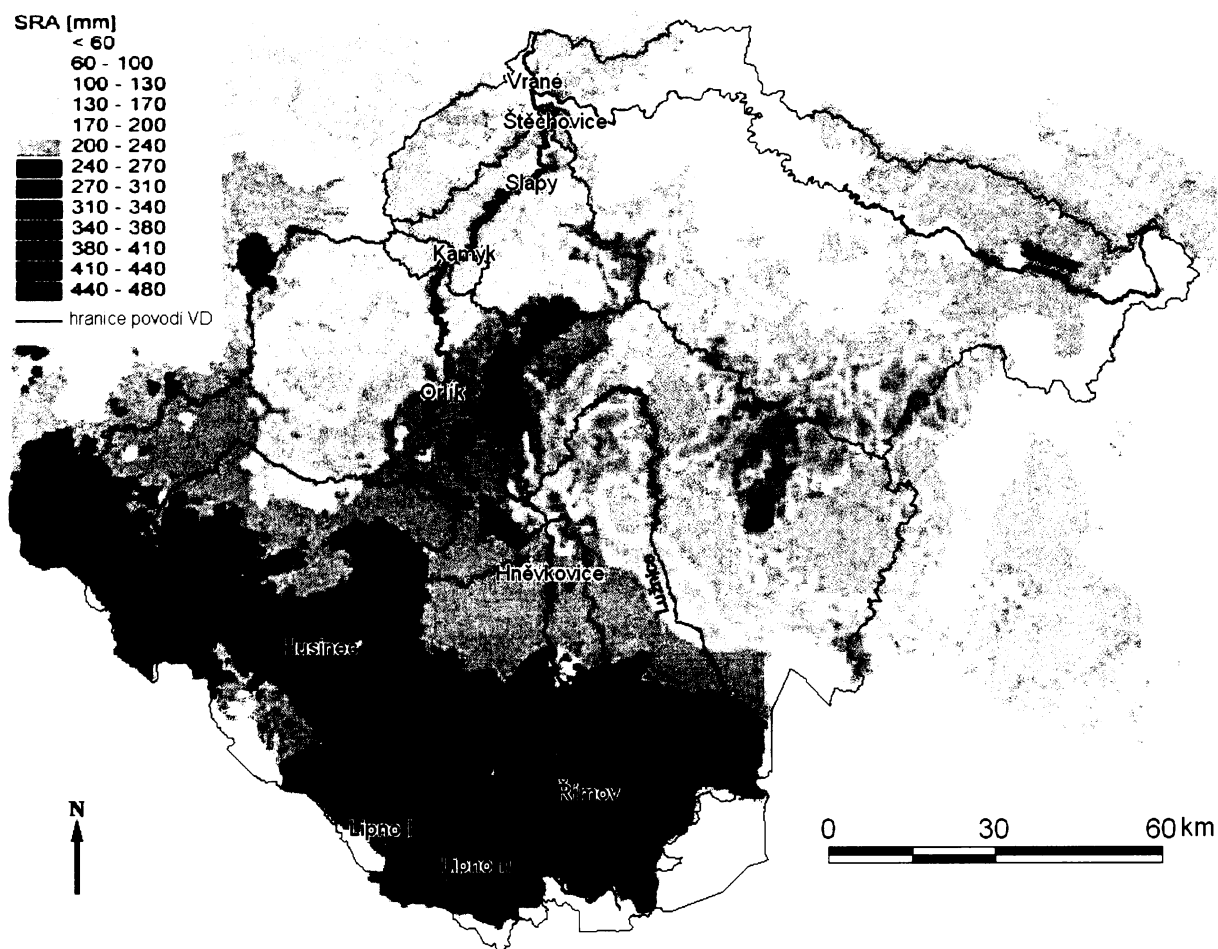 SRA [mm]
< 60
60 - 100
100 - 130
130 - 170
170 - 200
200 - 240
240 - 270
270 - 310
310 - 340
340 - 380
380 - 410
410 - 440
440 - 480
hranice povodí VD
Vrané
Štěchovice
Slapy
Kamýk
Orlík
Hněvkovice
Lužnice
Husinec
Římov
Lipno I
Lipno II
N
0 30 60 km